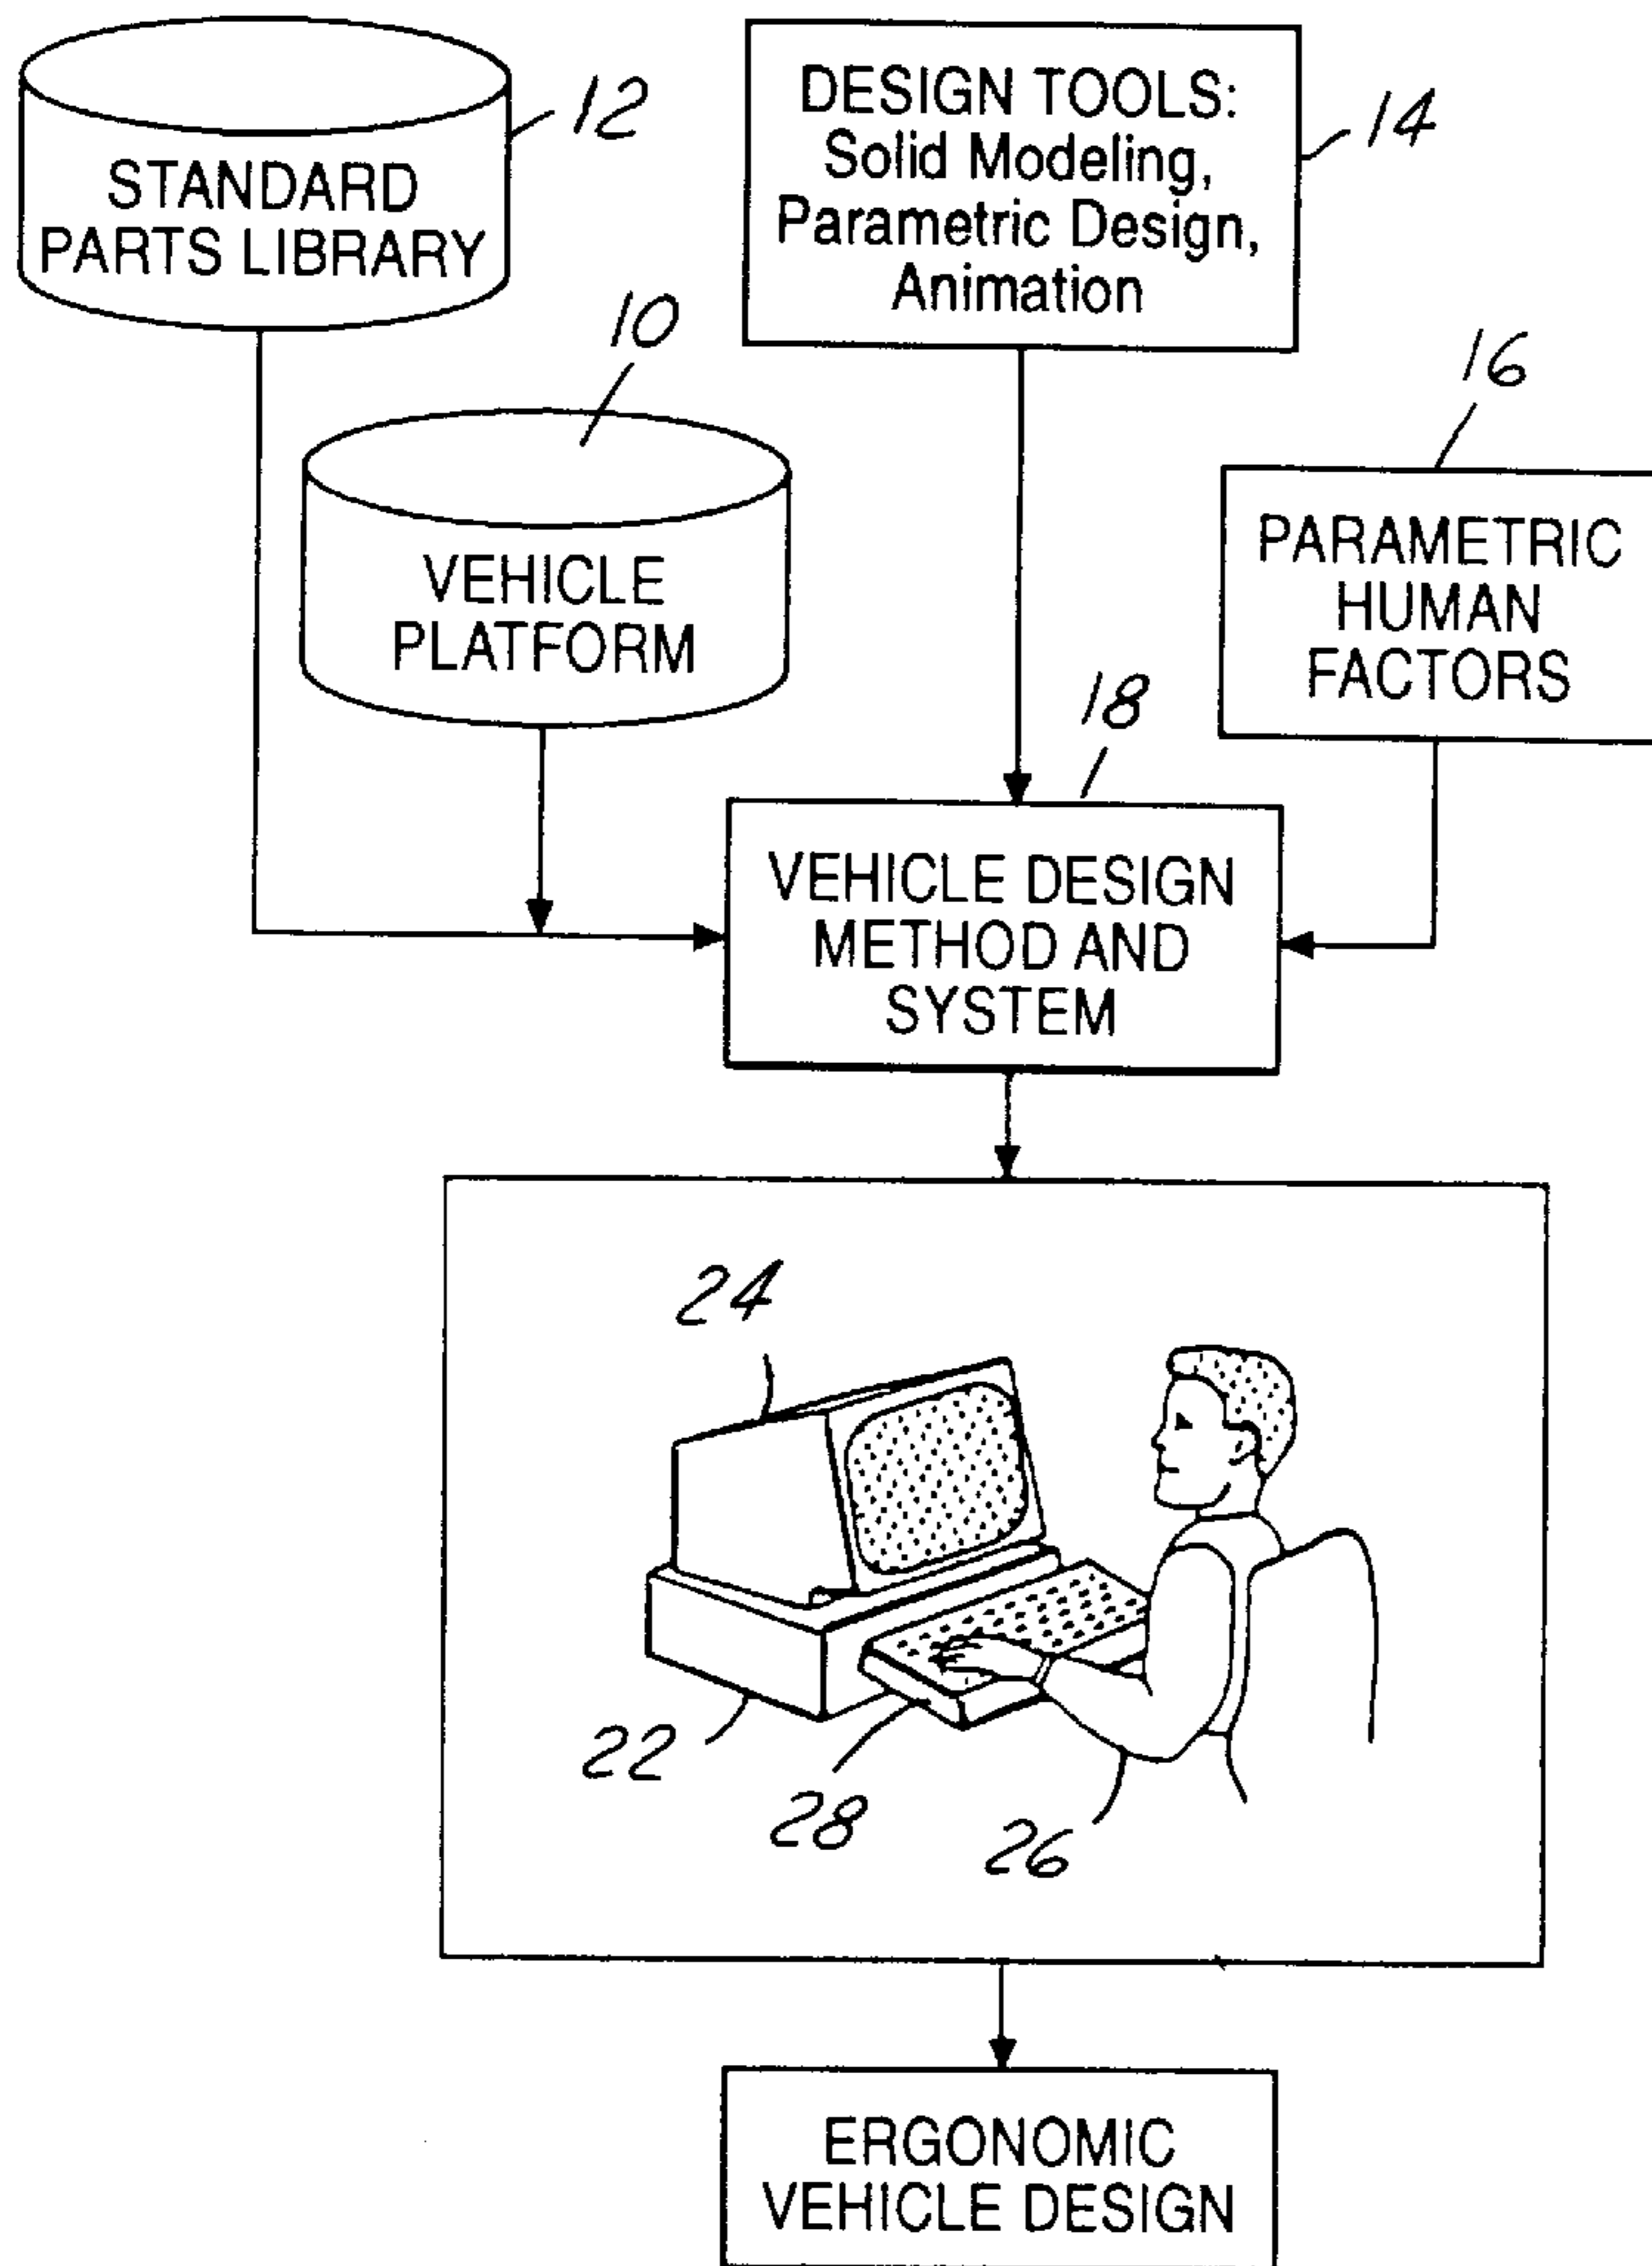 12
STANDARD
PARTS LIBRARY
DESIGN TOOLS:
Solid Modeling,
Parametric Design,
Animation
14
10
VEHICLE
PLATFORM
16
PARAMETRIC
HUMAN
FACTORS
18
VEHICLE DESIGN
METHOD AND
SYSTEM
24
22
28
26
ERGONOMIC
VEHICLE DESIGN